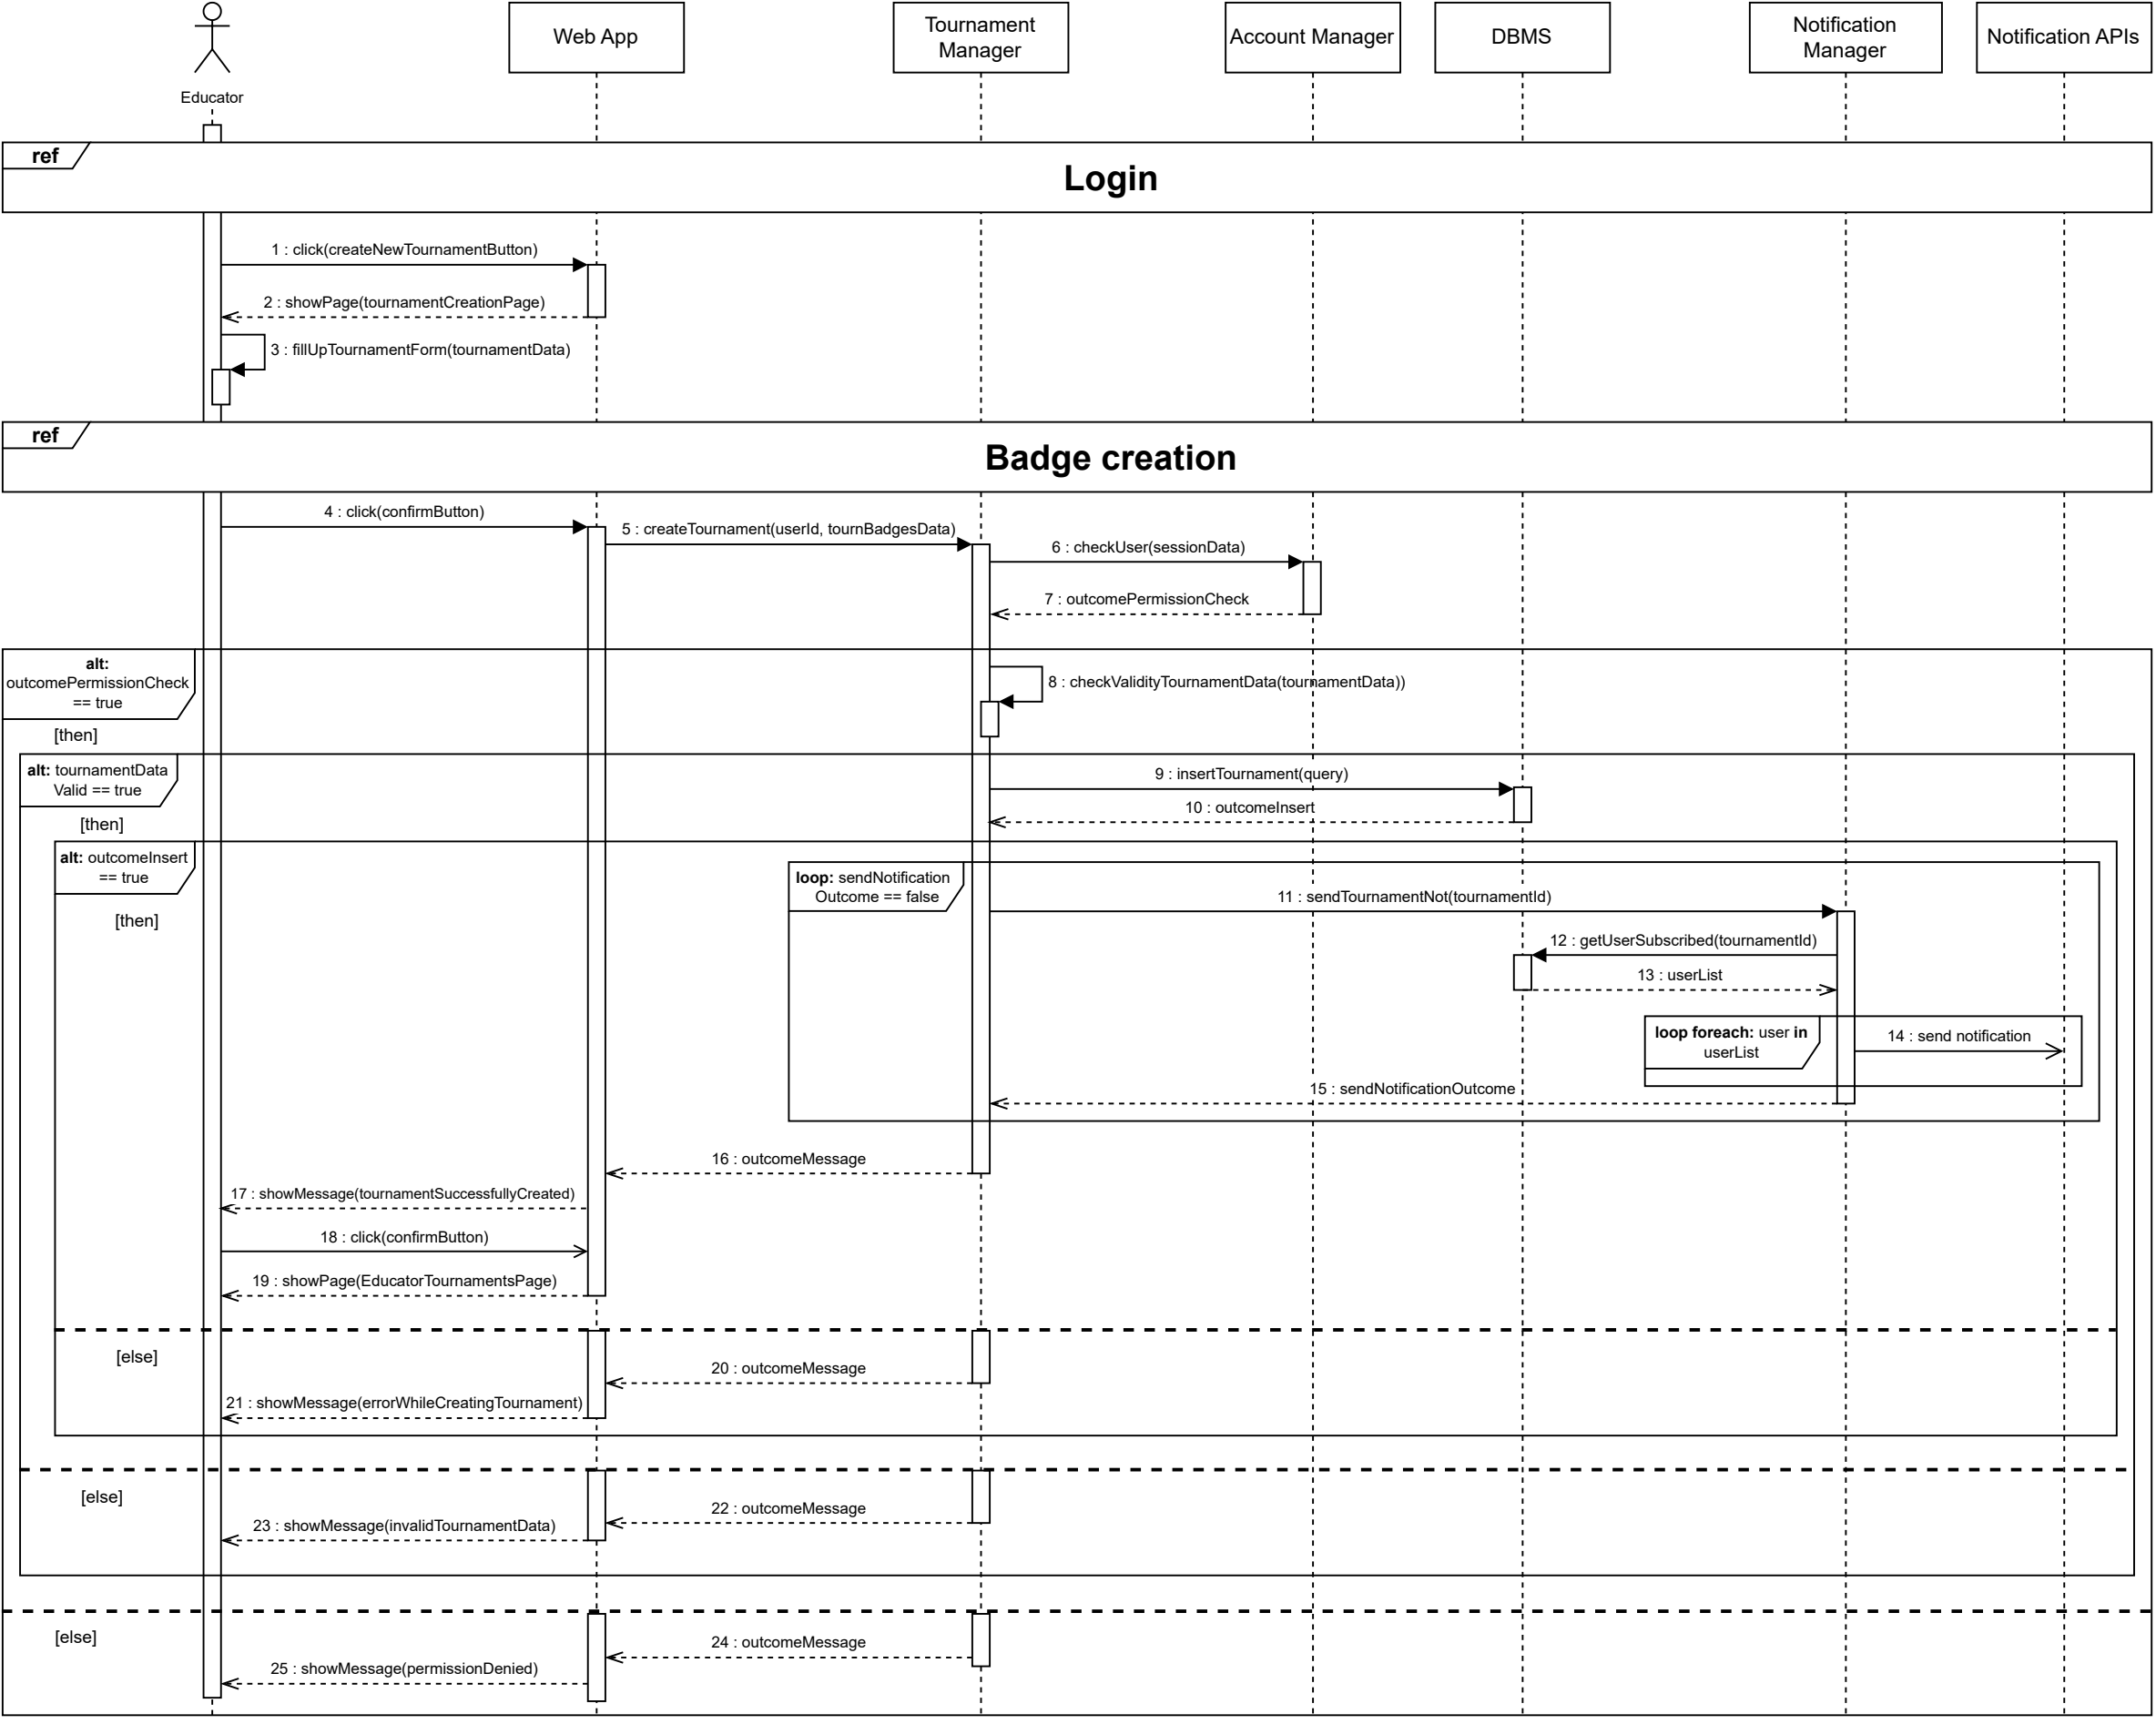 Educator
Web App
Tournament
Manager
Account Manager
DBMS
Notification
Manager
Notification APIs
ref
Login
1 : click(createNewTournamentButton)
2 : showPage(tournamentCreationPage)
3 : fillUpTournamentForm(tournamentData)
ref
Badge creation
4 : click(confirmButton)
5 : createTournament(userId, tournBadgesData)
6 : checkUser(sessionData)
7 : outcomePermissionCheck
alt:
outcomePermissionCheck
== true
[then]
8 : checkValidityTournamentData(tournamentData))
alt: tournamentData
Valid == true
[then]
9 : insertTournament(query)
10 : outcomeInsert
alt: outcomeInsert
== true
[then]
loop: sendNotification
Outcome == false
11 : sendTournamentNot(tournamentId)
12 : getUserSubscribed(tournamentId)
13 : userList
loop foreach: user in
userList
14 : send notification
15 : sendNotificationOutcome
16 : outcomeMessage
17 : showMessage(tournamentSuccessfullyCreated)
18 : click(confirmButton)
19 : showPage(EducatorTournamentsPage)
[else]
20 : outcomeMessage
21 : showMessage(errorWhileCreatingTournament)
[else]
22 : outcomeMessage
23 : showMessage(invalidTournamentData)
[else]
24 : outcomeMessage
25 : showMessage(permissionDenied)